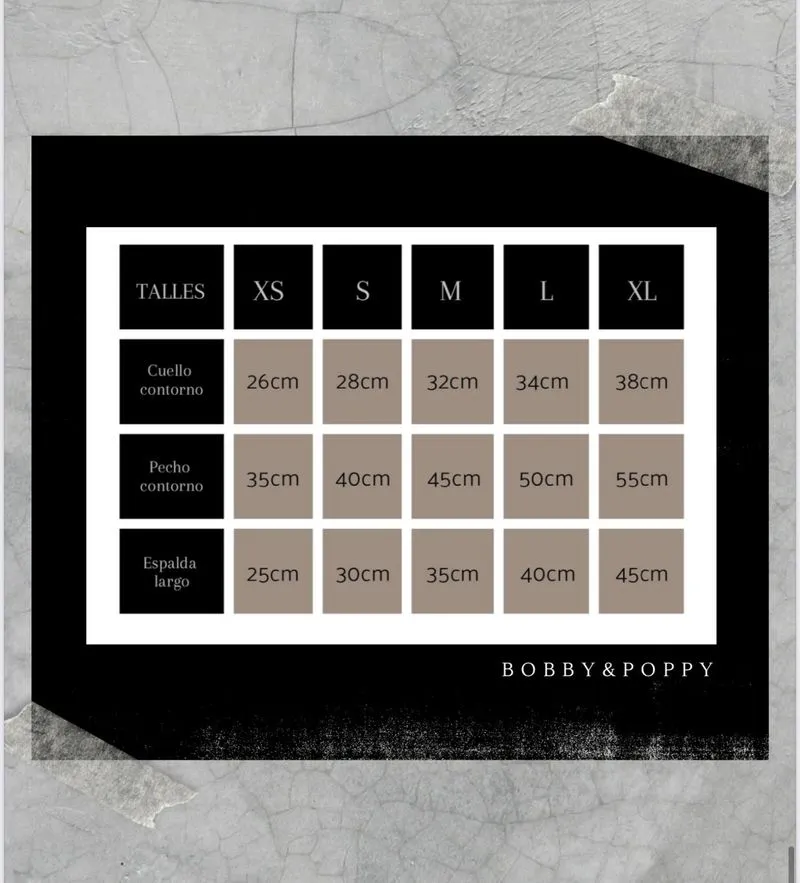 TALLES XS S M L XL
Cuello
contorno 26cm 28cm 32cm 34cm 38cm
Pecho
contorno 35cm 40cm 45cm 50cm 55cm
Espalda
largo 25cm 30cm 35cm 40cm 45cm
BOBBY&POPPY